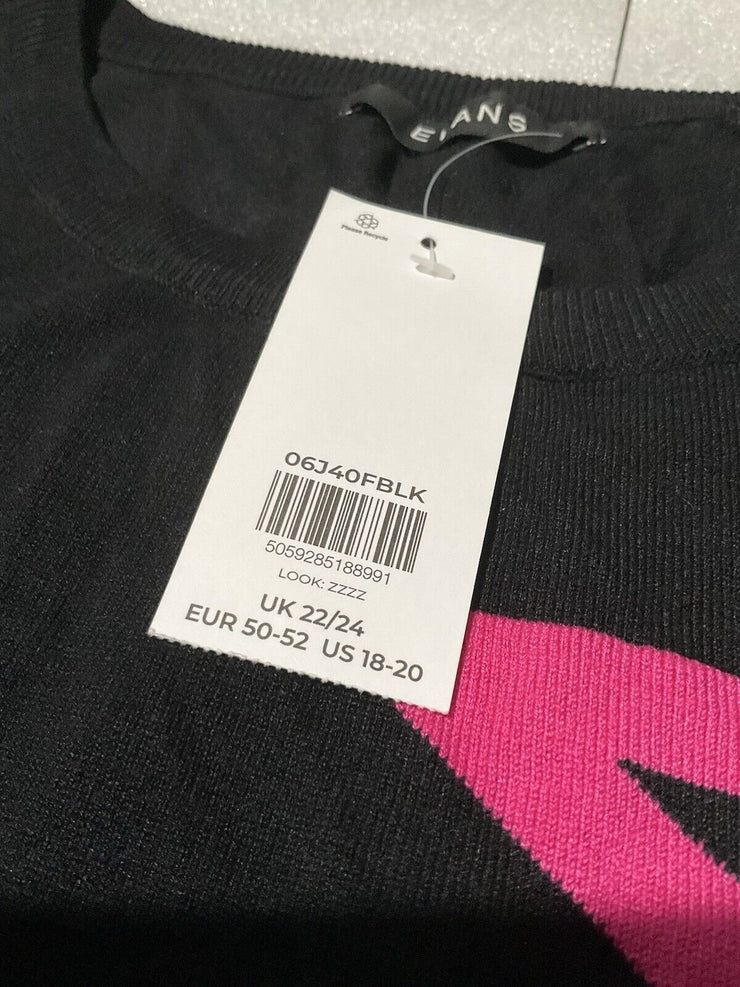 EVANS
Please Recycle
06J40FBLK
5059285188991
LOOK: ZZZZ
UK 22/24
EUR 50-52 US 18-20